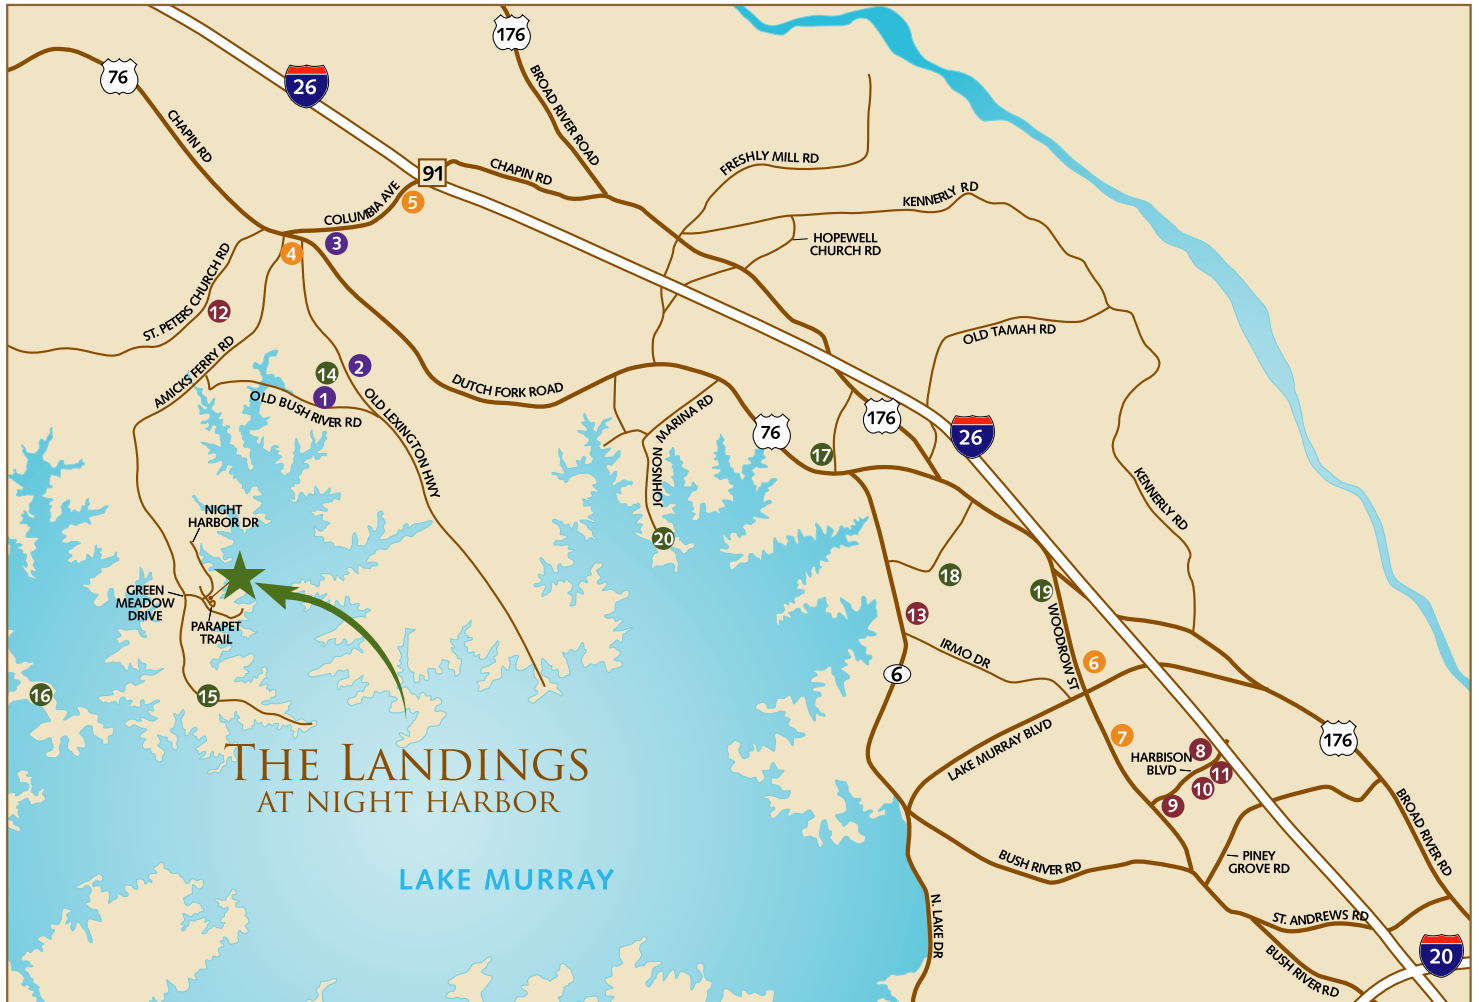 176
76
26
BROAD RIVER ROAD
CHAPIN RD
FRESHLY MILL RD
91
CHAPIN RD
KENNERLY RD
COLUMBIA AVE
5
3
4
HOPEWELL
CHURCH RD
ST. PETERS CHURCH RD
12
OLD TAMAH RD
AMICKS FERRY RD
14
2
1
OLD BUSH RIVER RD
OLD LEXINGTON HWY
DUTCH FORK ROAD
MARINA RD
JOHNSON
76
176
26
17
KENNERLY RD
NIGHT
HARBOR DR
20
GREEN
MEADOW
DRIVE
PARAPET
TRAIL
18
19
13
WOODROW ST
IRMO DR
6
6
16
15
7
LAKE MURRAY BLVD
HARBISON
BLVD
8
11
10
9
176
THE LANDINGS
AT NIGHT HARBOR
LAKE MURRAY
BROAD RIVER RD
BUSH RIVER RD
PINEY
GROVE RD
N. LAKE DR
ST. ANDREWS RD
BUSH RIVER RD
20